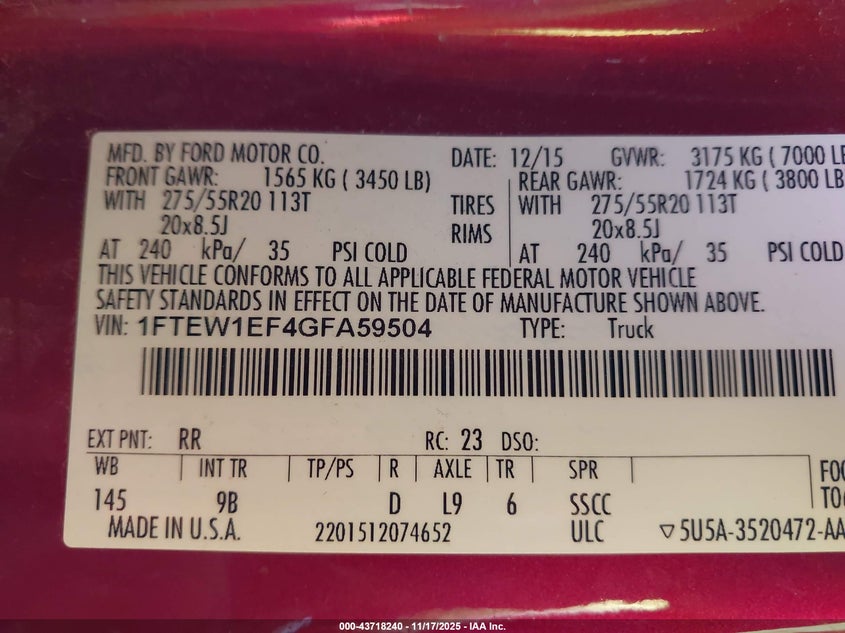 MFD. BY FORD MOTOR CO. DATE: 12/15 GVWR: 3175 KG ( 7000 LB
FRONT GAWR: 1565 KG ( 3450 LB) REAR GAWR: 1724 KG ( 3800 LB
WITH 275/55R20 113T TIRES WITH 275/55R20 113T
20x8.5J RIMS 20x8.5J
AT 240 kPa/ 35 PSI COLD AT 240 kPa/ 35 PSI COLD
THIS VEHICLE CONFORMS TO ALL APPLICABLE FEDERAL MOTOR VEHICLE
SAFETY STANDARDS IN EFFECT ON THE DATE OF MANUFACTURE SHOWN ABOVE.
VIN: 1FTEW1EF4GFA59504 TYPE: Truck
EXT PNT: RR RC: 23 DSO:
WB INT TR TP/PS R AXLE TR SPR
145 9B D L9 6 SSCC
MADE IN U.S.A. 2201512074652 ULC ▽5U5A-3520472-AA
000-43718240 - 11/17/2025 - IAA Inc.